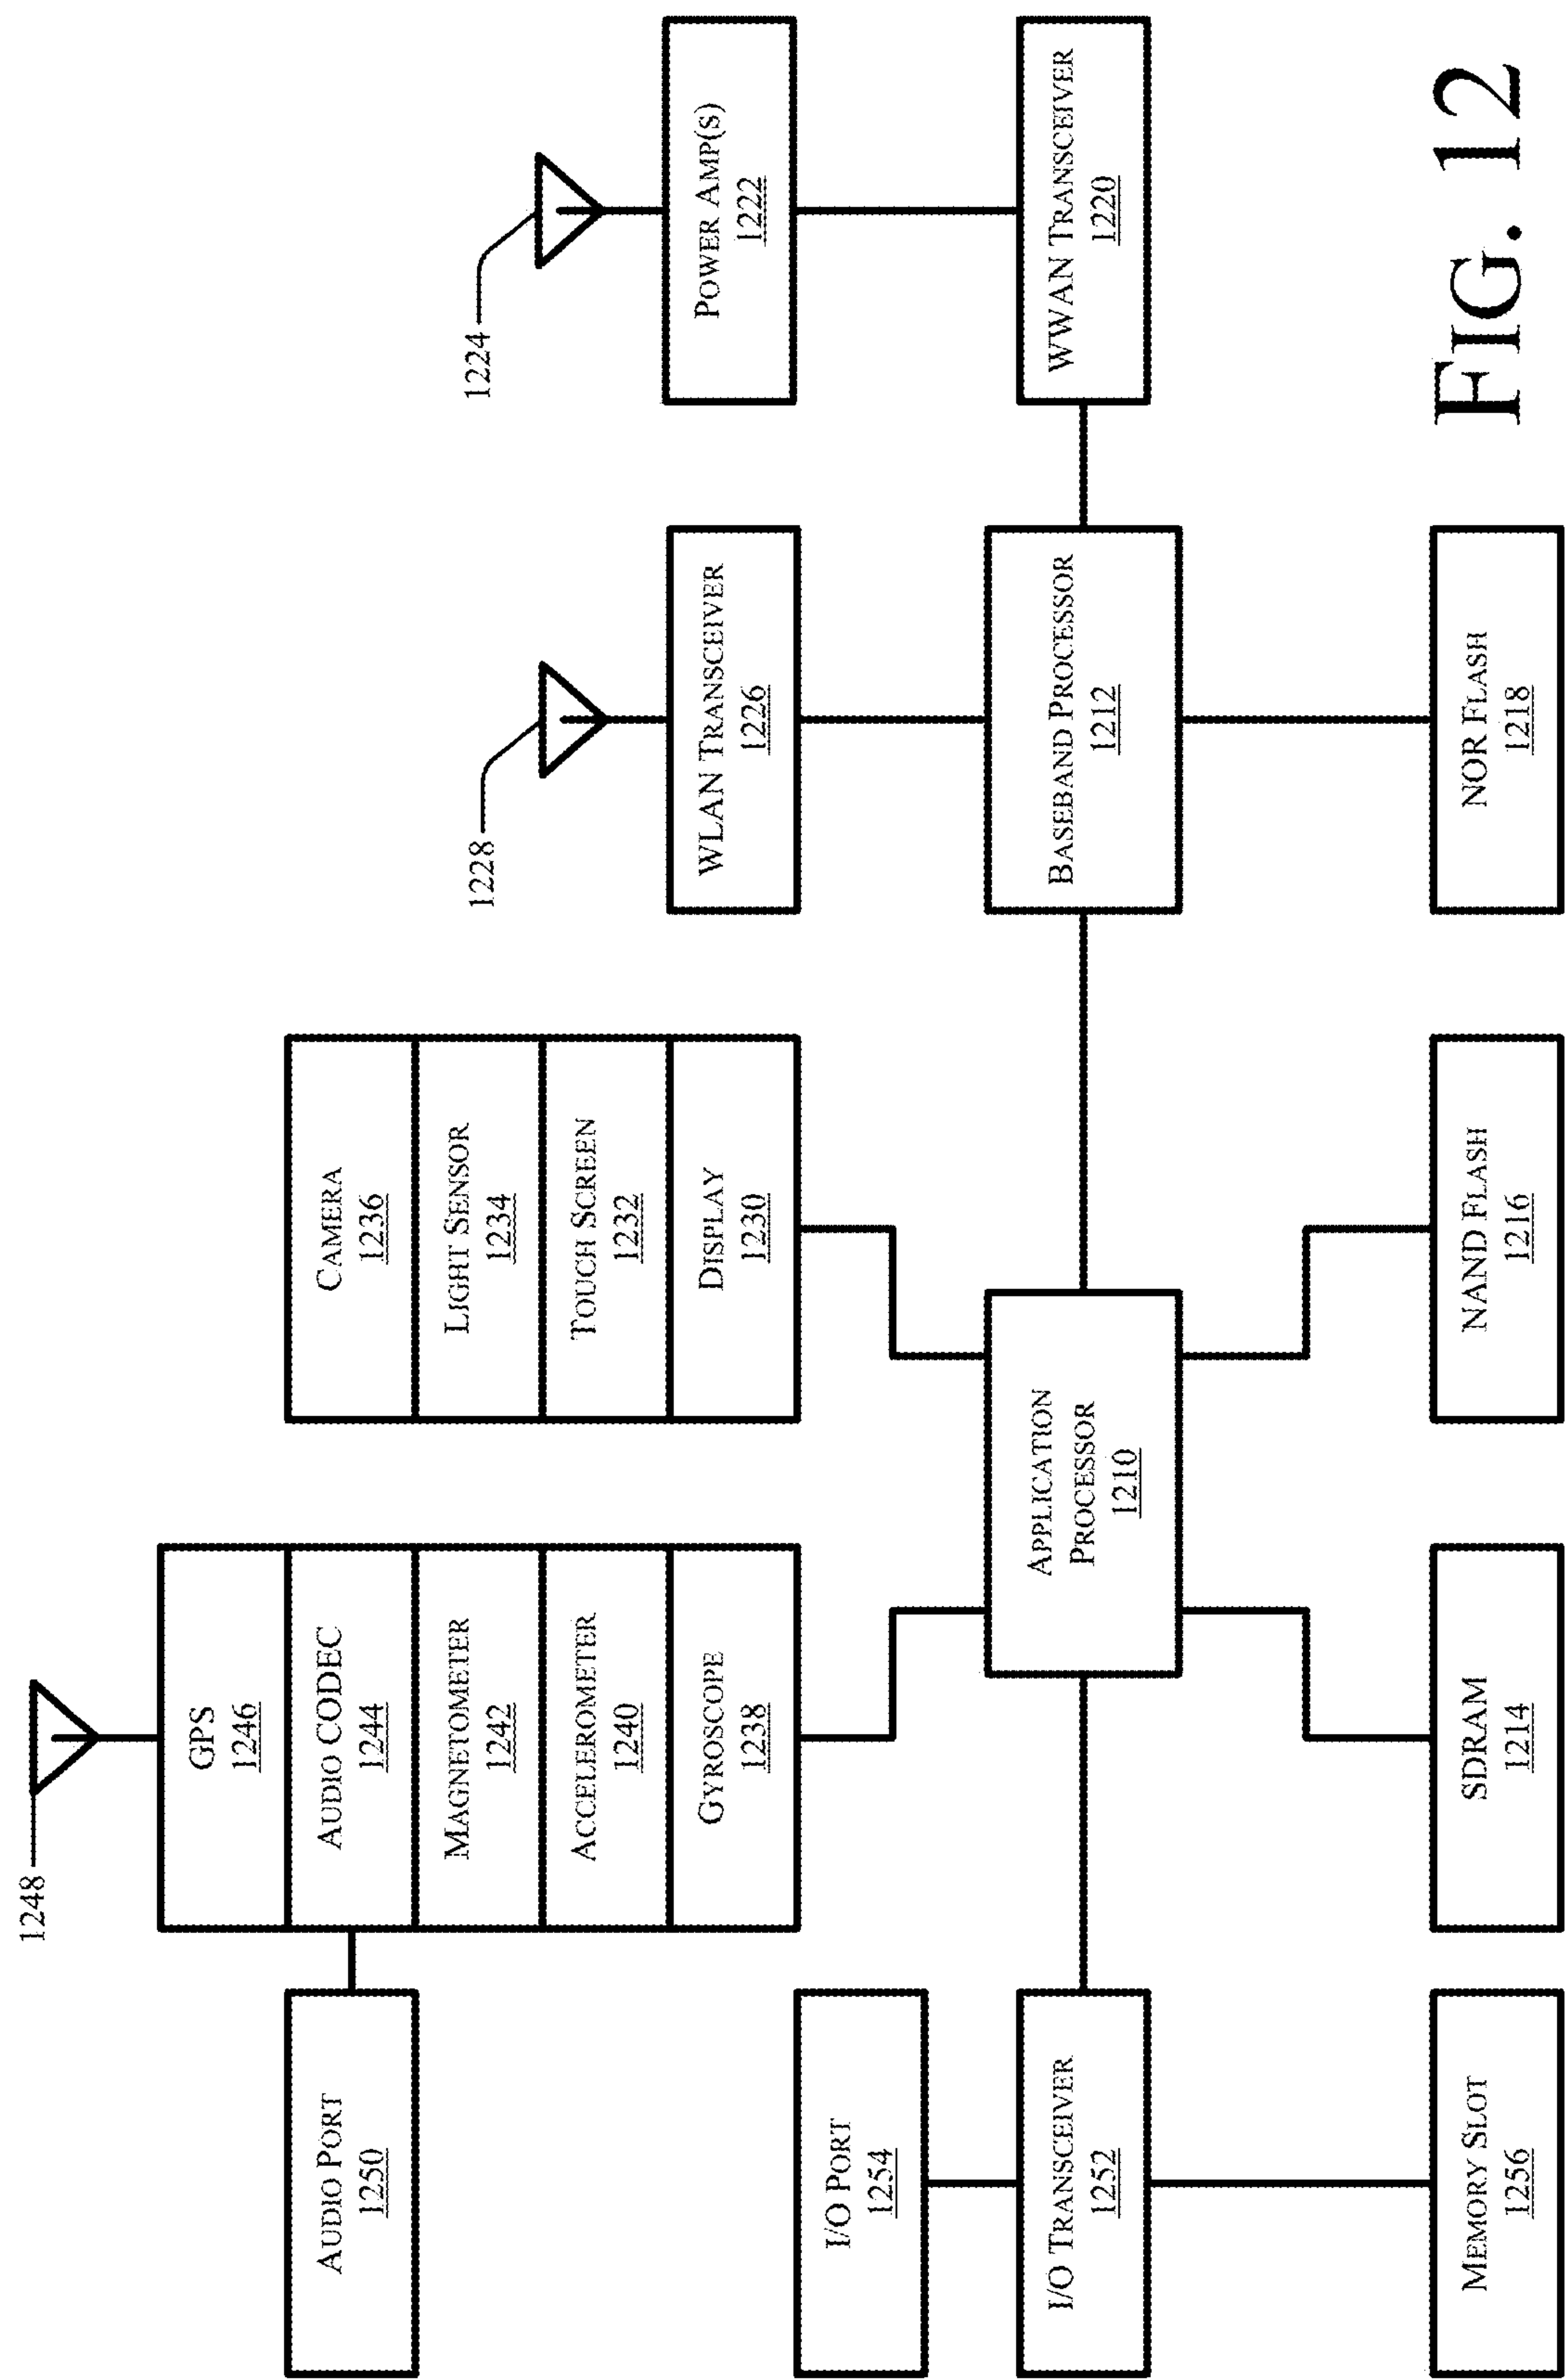 1248
GPS
1246
AUDIO PORT
1250
AUDIO CODEC
1244
CAMERA
1236
MAGNETOMETER
1242
LIGHT SENSOR
1234
1228
1224
ACCELEROMETER
1240
TOUCH SCREEN
1232
GYROSCOPE
1238
DISPLAY
1230
WLAN TRANSCEIVER
1226
POWER AMP(S)
1222
I/O PORT
1254
I/O TRANSCEIVER
1252
APPLICATION
PROCESSOR
1210
BASEBAND PROCESSOR
1212
WWAN TRANSCEIVER
1220
MEMORY SLOT
1256
SDRAM
1214
NAND FLASH
1216
NOR FLASH
1218
FIG. 12